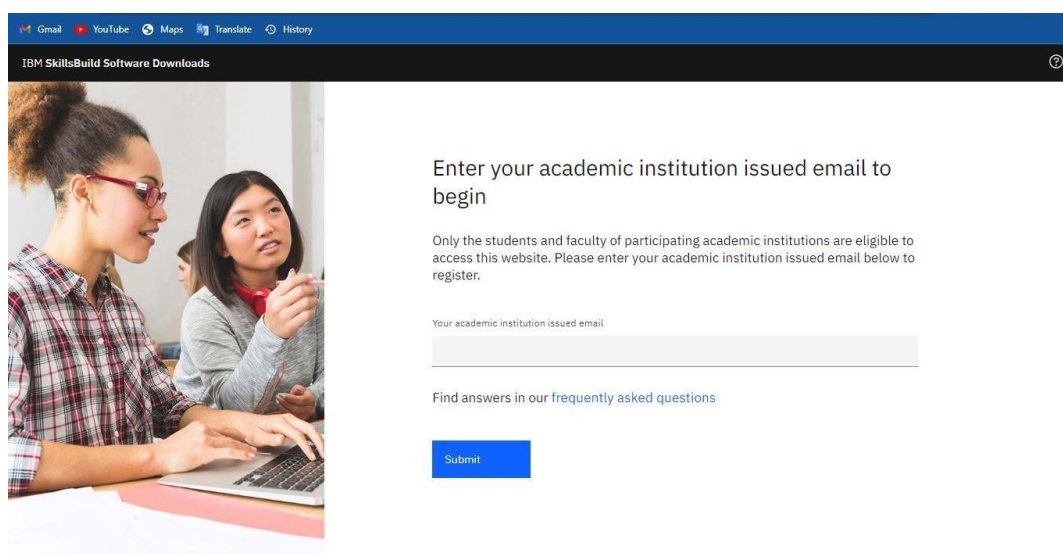 Gmail YouTube Maps Translate History
IBM SkillsBuild Software Downloads
Enter your academic institution issued email to
begin
Only the students and faculty of participating academic institutions are eligible to
access this website. Please enter your academic institution issued email below to
register.
Your academic institution issued email
Find answers in our frequently asked questions
Submit